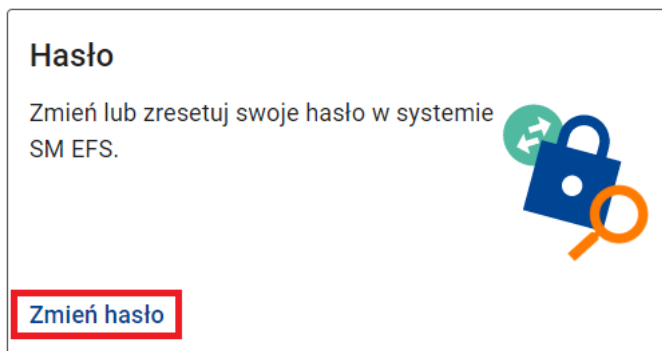 Hasło
Zmień lub zresetuj swoje hasło w systemie
SM EFS.
Zmień hasło